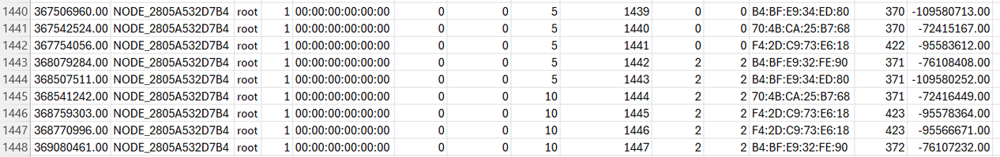 1440 367506960.00 NODE_2805A532D7B4 root 1 00:00:00:00:00:00 0 0 5 1439 0 0 B4:BF:E9:34:ED:80 370 -109580713.00
1441 367542524.00 NODE_2805A532D7B4 root 1 00:00:00:00:00:00 0 0 5 1440 0 0 70:4B:CA:25:B7:68 370 -72415167.00
1442 367754056.00 NODE_2805A532D7B4 root 1 00:00:00:00:00:00 0 0 5 1441 0 0 F4:2D:C9:73:E6:18 422 -95583612.00
1443 368079284.00 NODE_2805A532D7B4 root 1 00:00:00:00:00:00 0 0 5 1442 2 2 B4:BF:E9:32:FE:90 371 -76108408.00
1444 368507511.00 NODE_2805A532D7B4 root 1 00:00:00:00:00:00 0 0 5 1443 2 2 B4:BF:E9:34:ED:80 371 -109580252.00
1445 368541242.00 NODE_2805A532D7B4 root 1 00:00:00:00:00:00 0 0 10 1444 2 2 70:4B:CA:25:B7:68 371 -72416449.00
1446 368759303.00 NODE_2805A532D7B4 root 1 00:00:00:00:00:00 0 0 10 1445 2 2 F4:2D:C9:73:E6:18 423 -95578364.00
1447 368770996.00 NODE_2805A532D7B4 root 1 00:00:00:00:00:00 0 0 10 1446 2 2 F4:2D:C9:73:E6:18 423 -95566671.00
1448 369080461.00 NODE_2805A532D7B4 root 1 00:00:00:00:00:00 0 0 10 1447 2 2 B4:BF:E9:32:FE:90 372 -76107232.00